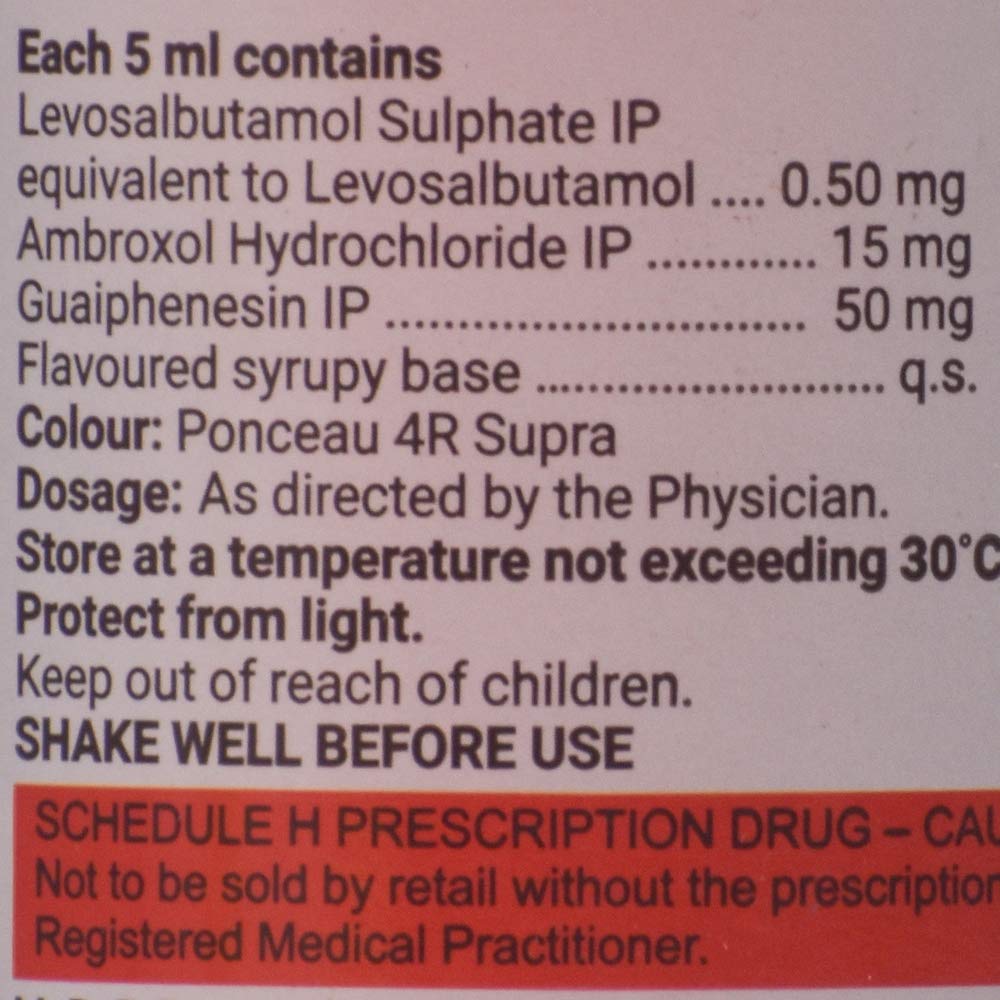 Each 5 ml contains
Levosalbutamol Sulphate IP
equivalent to Levosalbutamol .... 0.50 mg
Ambroxol Hydrochloride IP ............ 15 mg
Guaiphenesin IP ............................. 50 mg
Flavoured syrupy base ........................ q.s.
Colour: Ponceau 4R Supra
Dosage: As directed by the Physician.
Store at a temperature not exceeding 30°C
Protect from light.
Keep out of reach of children.
SHAKE WELL BEFORE USE
SCHEDULE H PRESCRIPTION DRUG – CAU
Not to be sold by retail without the prescription
Registered Medical Practitioner.